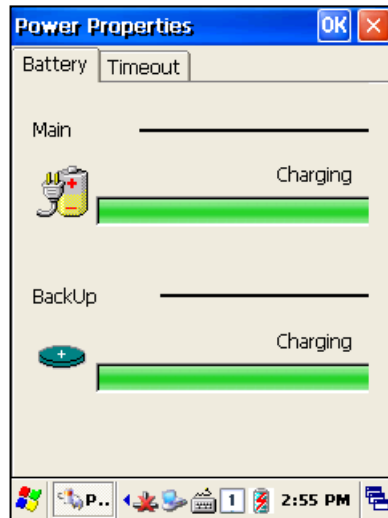 Power Properties OK
Battery Timeout
Main
Charging
BackUp
Charging
P.. 1 2:55 PM